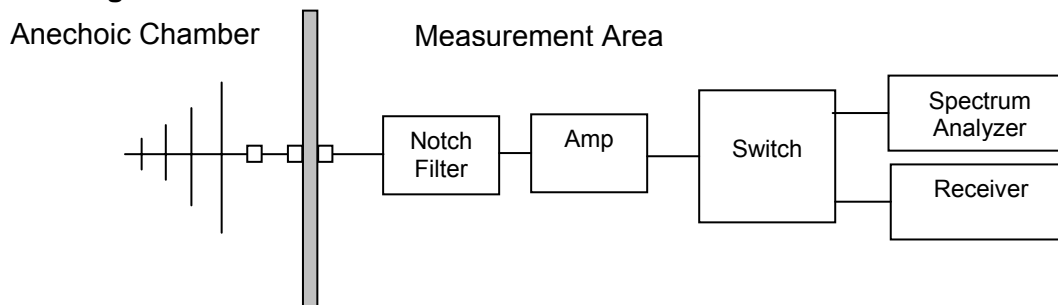 Anechoic Chamber
Measurement Area
Notch
Filter
Amp
Switch
Spectrum
Analyzer
Receiver